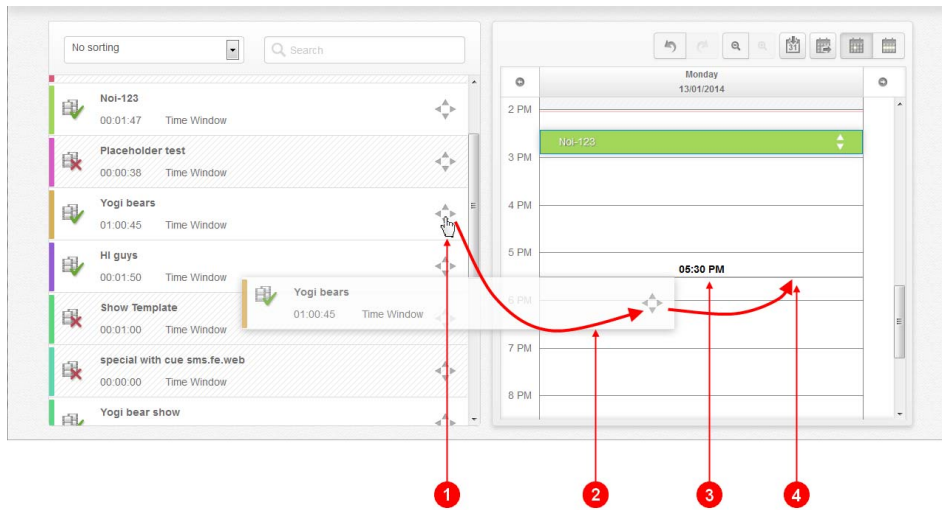 No sorting
Search
Noi-123
00:01:47 Time Window
Placeholder test
00:00:38 Time Window
Yogi bears
01:00:45 Time Window
HI guys
00:01:50 Time Window
Show Template
00:01:00 Time Window
special with cue sms.fe.web
00:00:00 Time Window
Yogi bear show
Yogi bears
01:00:45 Time Window
31
Monday
13/01/2014
2 PM
Noi-123
3 PM
4 PM
5 PM
05:30 PM
6 PM
7 PM
8 PM
1 2 3 4